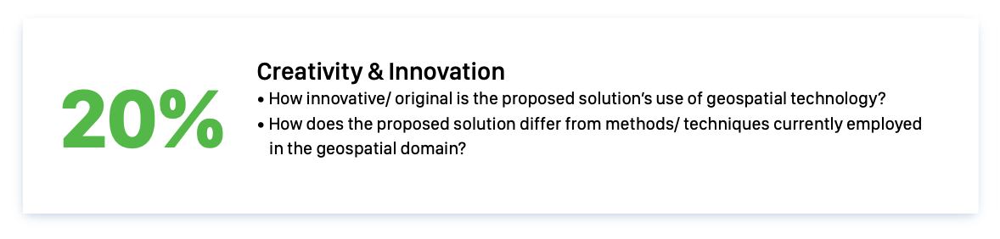 20%
Creativity & Innovation
• How innovative/ original is the proposed solution’s use of geospatial technology?
• How does the proposed solution differ from methods/ techniques currently employed
in the geospatial domain?